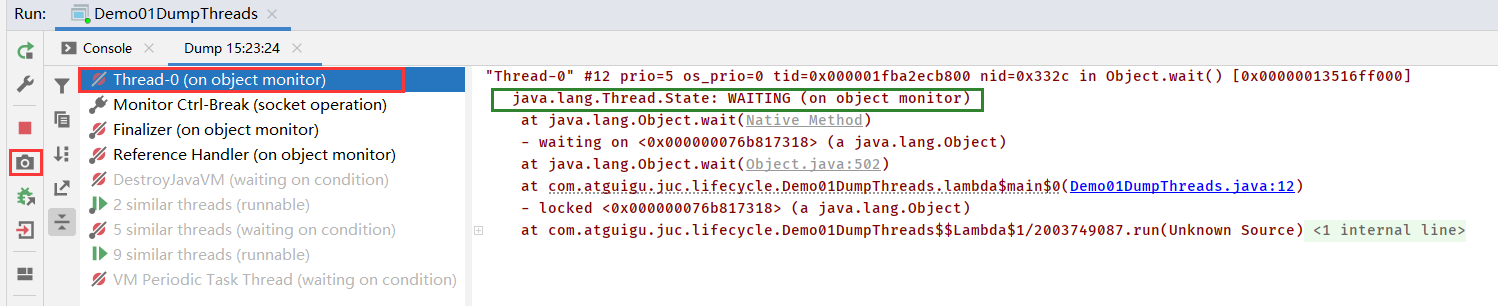 Run: Demo01DumpThreads
Console Dump 15:23:24
Thread-0 (on object monitor)
Monitor Ctrl-Break (socket operation)
Finalizer (on object monitor)
Reference Handler (on object monitor)
DestroyJavaVM (waiting on condition)
2 similar threads (runnable)
5 similar threads (waiting on condition)
9 similar threads (runnable)
VM Periodic Task Thread (waiting on condition)
"Thread-0" #12 prio=5 os_prio=0 tid=0x000001fba2ecb800 nid=0x332c in Object.wait() [0x00000013516ff000]
java.lang.Thread.State: WAITING (on object monitor)
at java.lang.Object.wait(Native Method)
- waiting on <0x000000076b817318> (a java.lang.Object)
at java.lang.Object.wait(Object.java:502)
at com.atguigu.juc.lifecycle.Demo01DumpThreads.lambda$main$0(Demo01DumpThreads.java:12)
- locked <0x000000076b817318> (a java.lang.Object)
at com.atguigu.juc.lifecycle.Demo01DumpThreads$$Lambda$1/2003749087.run(Unknown Source) <1 internal line>